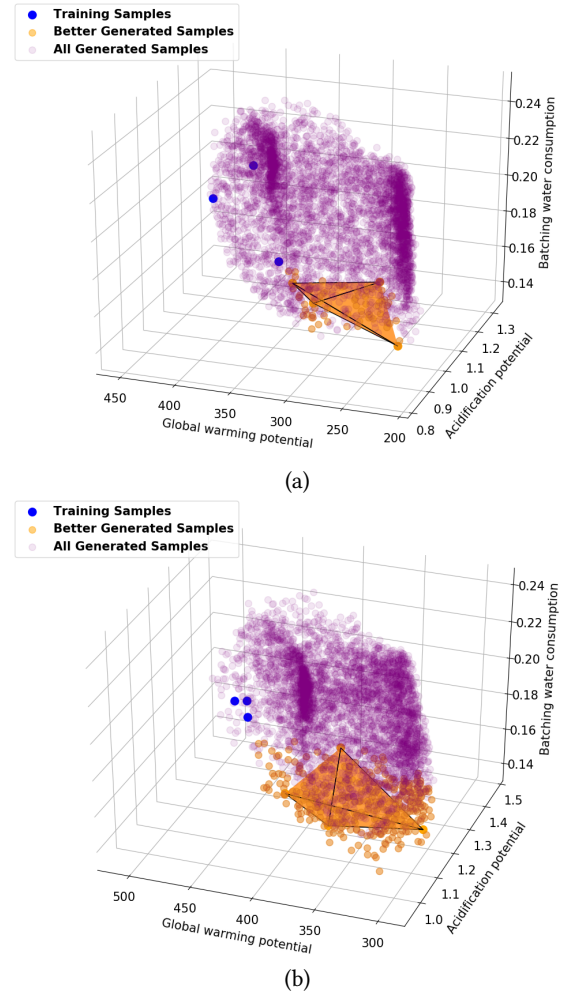 Training Samples
Better Generated Samples
All Generated Samples
0.24
0.22
0.20
0.18
0.16
0.14
Batching water consumption
1.3
1.2
1.1
1.0
0.9
0.8
Acidification potential
450
400
350
300
250
200
Global warming potential
(a)
Training Samples
Better Generated Samples
All Generated Samples
0.24
0.22
0.20
0.18
0.16
0.14
Batching water consumption
1.5
1.4
1.3
1.2
1.1
1.0
Acidification potential
500
450
400
350
300
Global warming potential
(b)